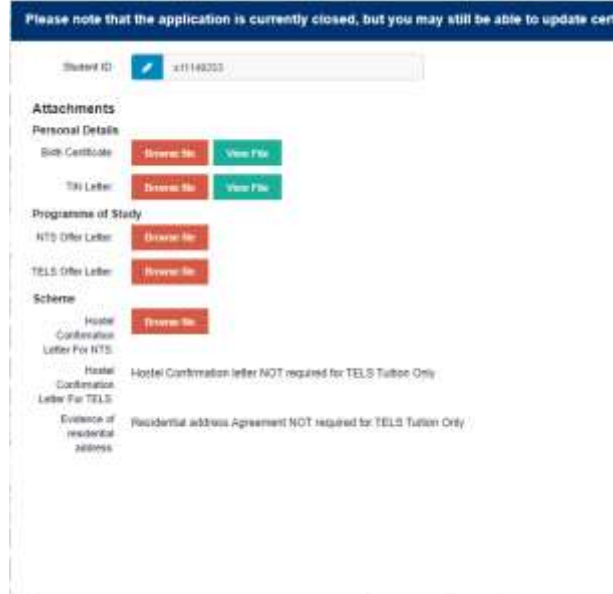 Please note that the application is currently closed, but you may still be able to update cer
Student ID:
Attachments
Personal Details
Birth Certificate:
Browse file
View File
TIN Letter:
Browse file
View File
Programme of Study
NTS Offer Letter:
Browse file
TELS Offer Letter:
Browse file
Scheme
Hostel
Confirmation
Letter For NTS:
Browse file
Hostel
Confirmation
Letter For TELS:
Hostel Confirmation letter NOT required for TELS Tuition Only
Evidence of
residential
address:
Residential address Agreement NOT required for TELS Tuition Only